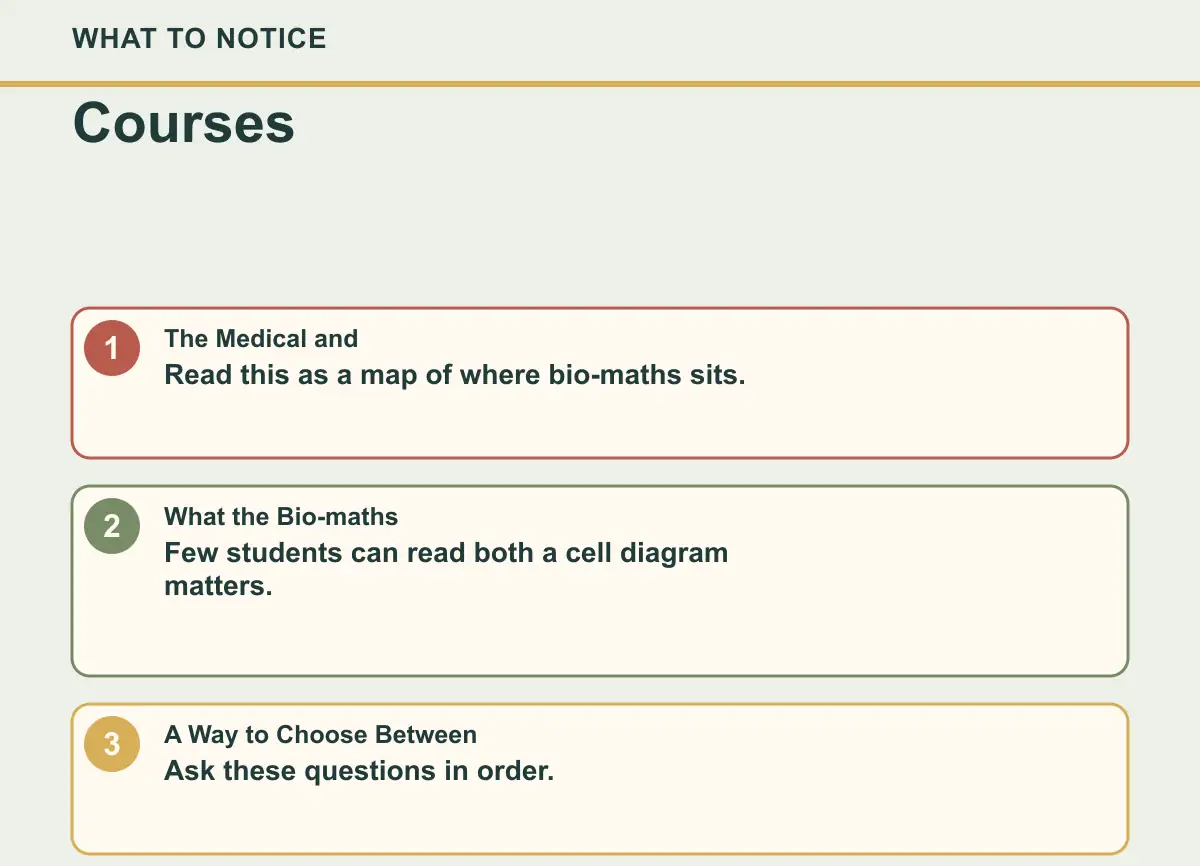 WHAT TO NOTICE
Courses
1
The Medical and
Read this as a map of where bio-maths sits.
2
What the Bio-maths
Few students can read both a cell diagram
matters.
3
A Way to Choose Between
Ask these questions in order.